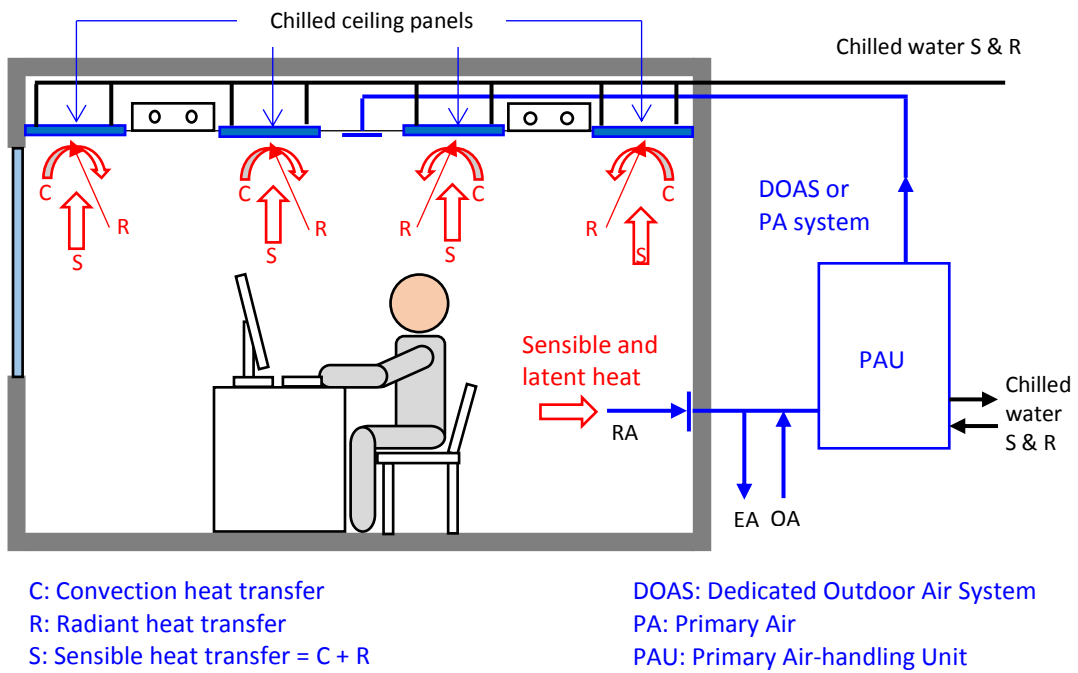 Chilled ceiling panels
Chilled water S & R
C
R
S
C
R
S
R
C
S
R
C
S
DOAS or
PA system
PAU
Sensible and
latent heat
RA
Chilled
water
S & R
EA
OA
C: Convection heat transfer
R: Radiant heat transfer
S: Sensible heat transfer = C + R
DOAS: Dedicated Outdoor Air System
PA: Primary Air
PAU: Primary Air-handling Unit